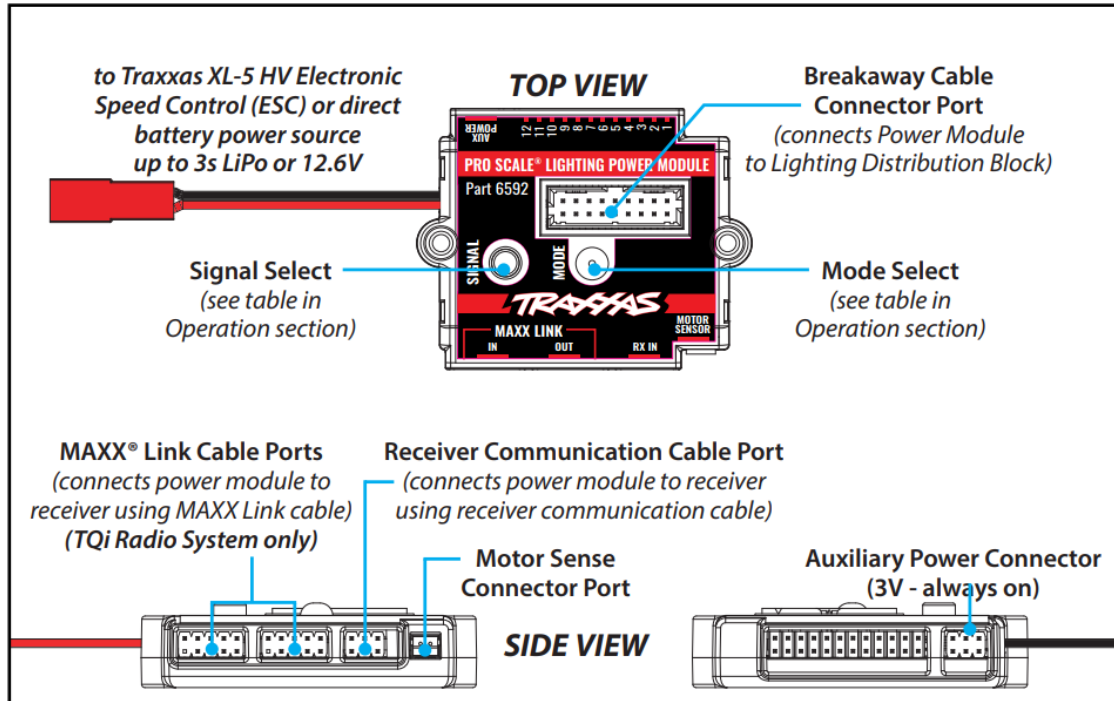 to Traxxas XL-5 HV Electronic
Speed Control (ESC) or direct
battery power source
up to 3s LiPo or 12.6V
TOP VIEW
Breakaway Cable
Connector Port
(connects Power Module
to Lighting Distribution Block)
AUX
POWER
12
11
10
9
8
7
6
5
4
3
2
1
PRO SCALE® LIGHTING POWER MODULE
Part 6592
SIGNAL
MODE
Signal Select
(see table in
Operation section)
Mode Select
(see table in
Operation section)
TRAXXAS
MAXX LINK
IN
OUT
RX IN
MOTOR
SENSOR
MAXX® Link Cable Ports
(connects power module to
receiver using MAXX Link cable)
(TQi Radio System only)
Receiver Communication Cable Port
(connects power module to receiver
using receiver communication cable)
Motor Sense
Connector Port
SIDE VIEW
Auxiliary Power Connector
(3V - always on)